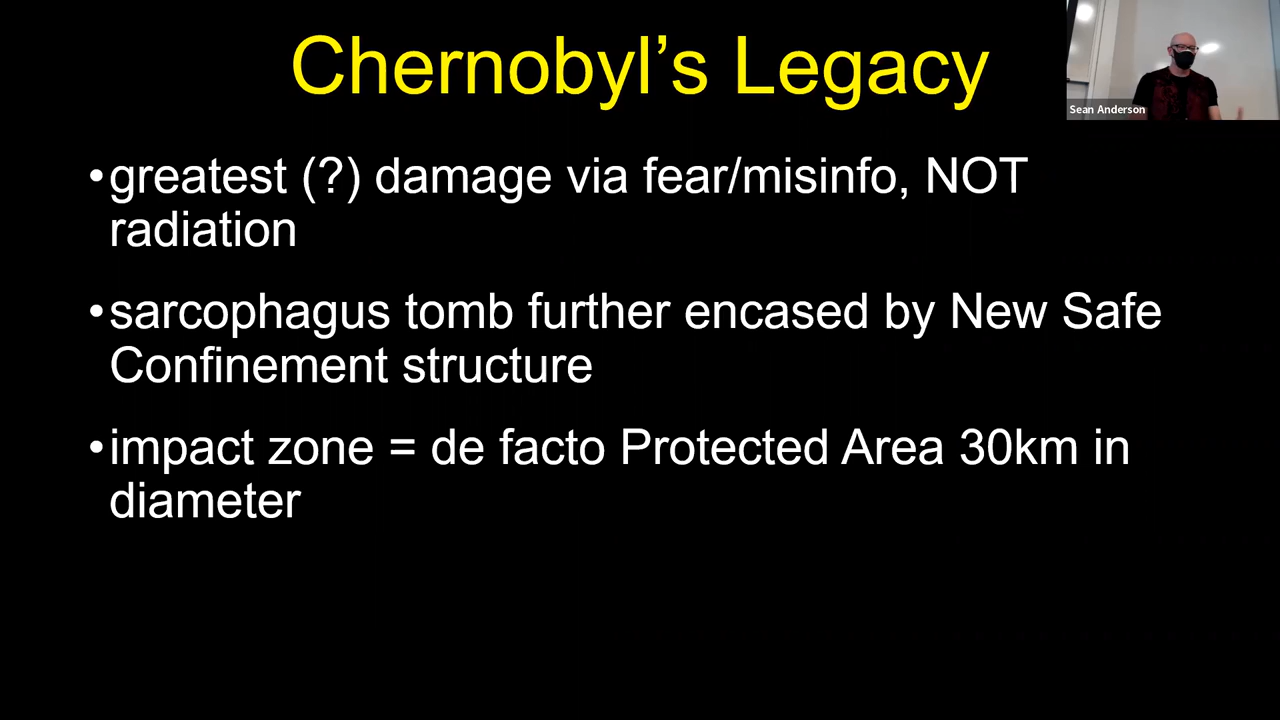 Chernobyl’s Legacy
Sean Anderson
•greatest (?) damage via fear/misinfo, NOT
radiation
•sarcophagus tomb further encased by New Safe
Confinement structure
•impact zone = de facto Protected Area 30km in
diameter